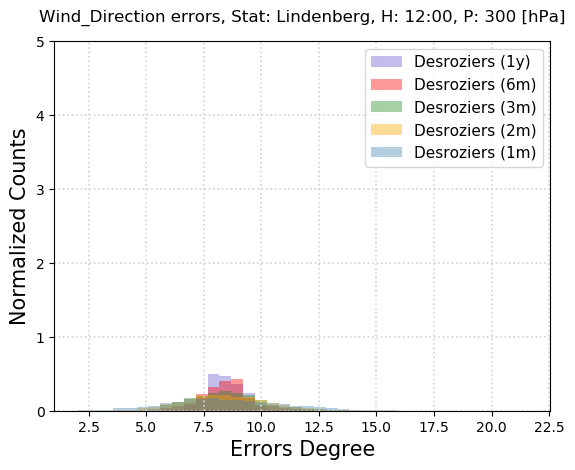 Wind_Direction errors, Stat: Lindenberg, H: 12:00, P: 300 [hPa]
5
4
3
2
1
0
Normalized Counts
Desroziers (1y)
Desroziers (6m)
Desroziers (3m)
Desroziers (2m)
Desroziers (1m)
2.5 5.0 7.5 10.0 12.5 15.0 17.5 20.0 22.5
Errors Degree